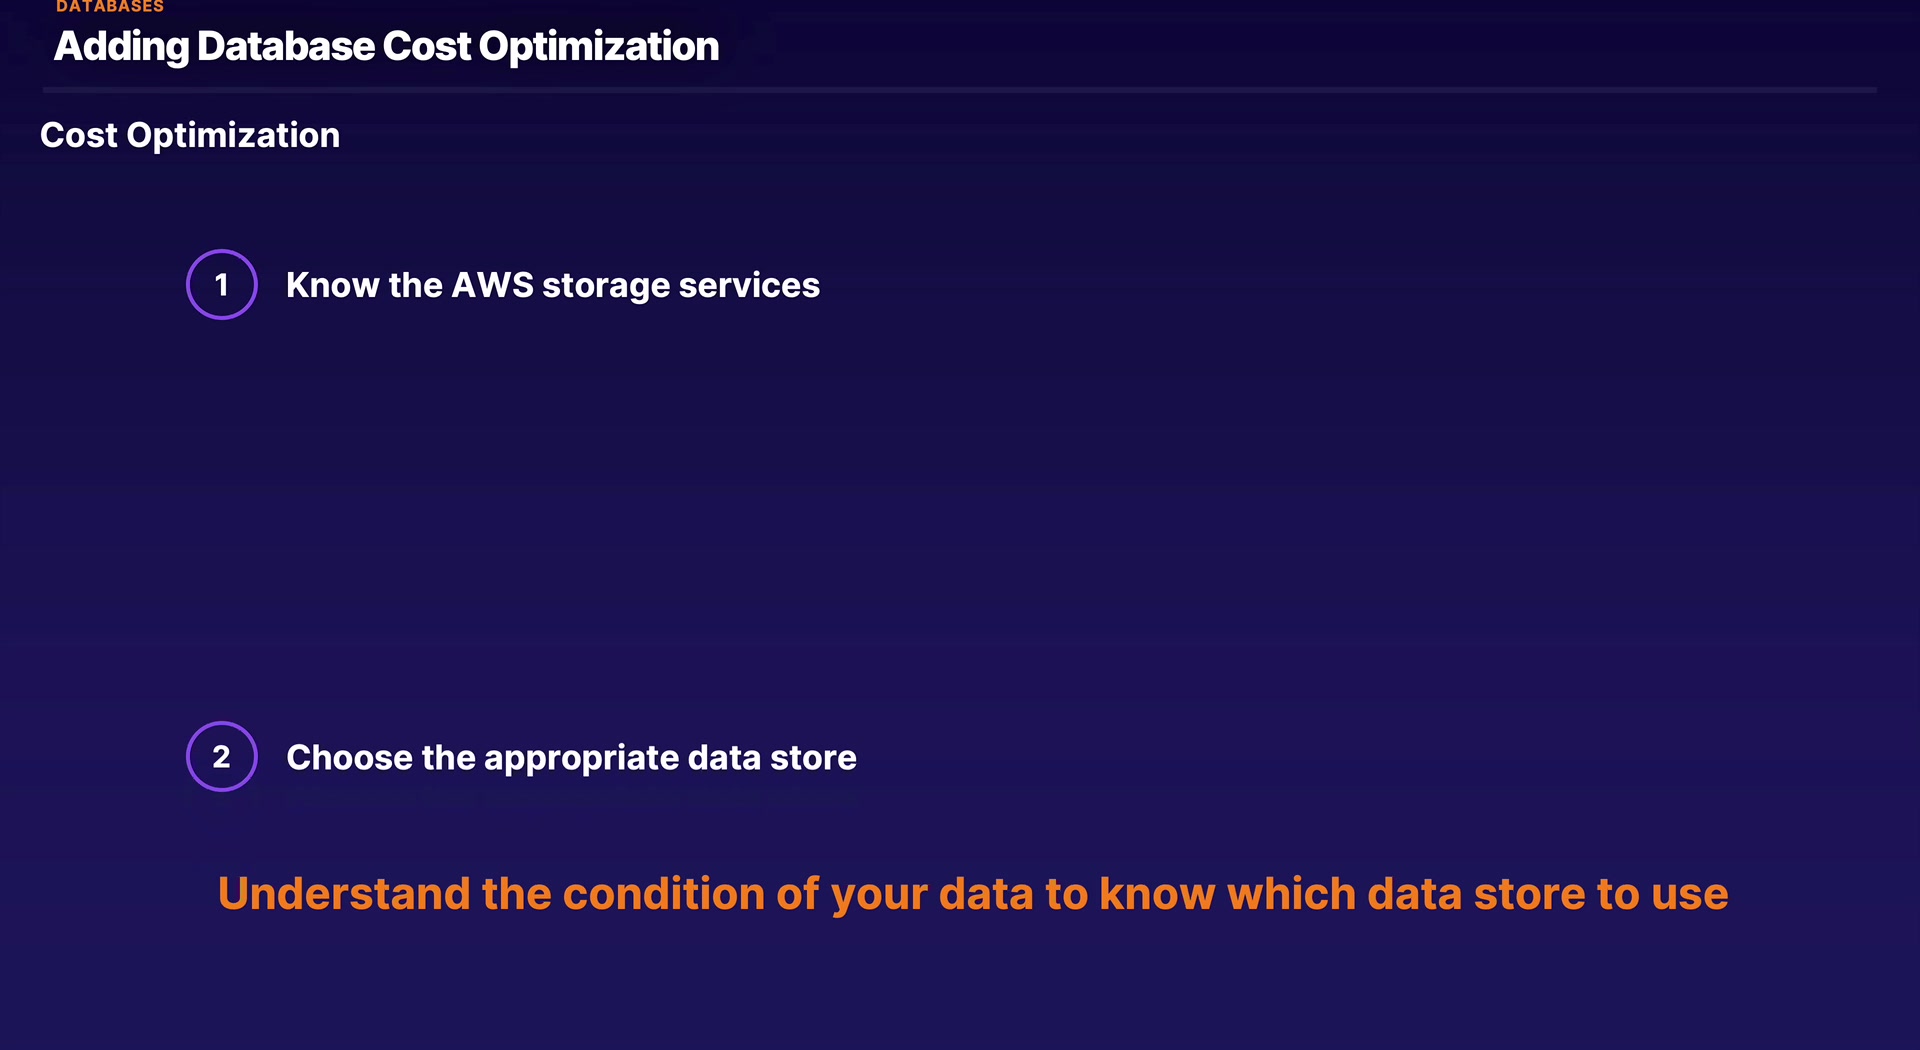 DATABASES
Adding Database Cost Optimization
Cost Optimization
1 Know the AWS storage services
2 Choose the appropriate data store
Understand the condition of your data to know which data store to use